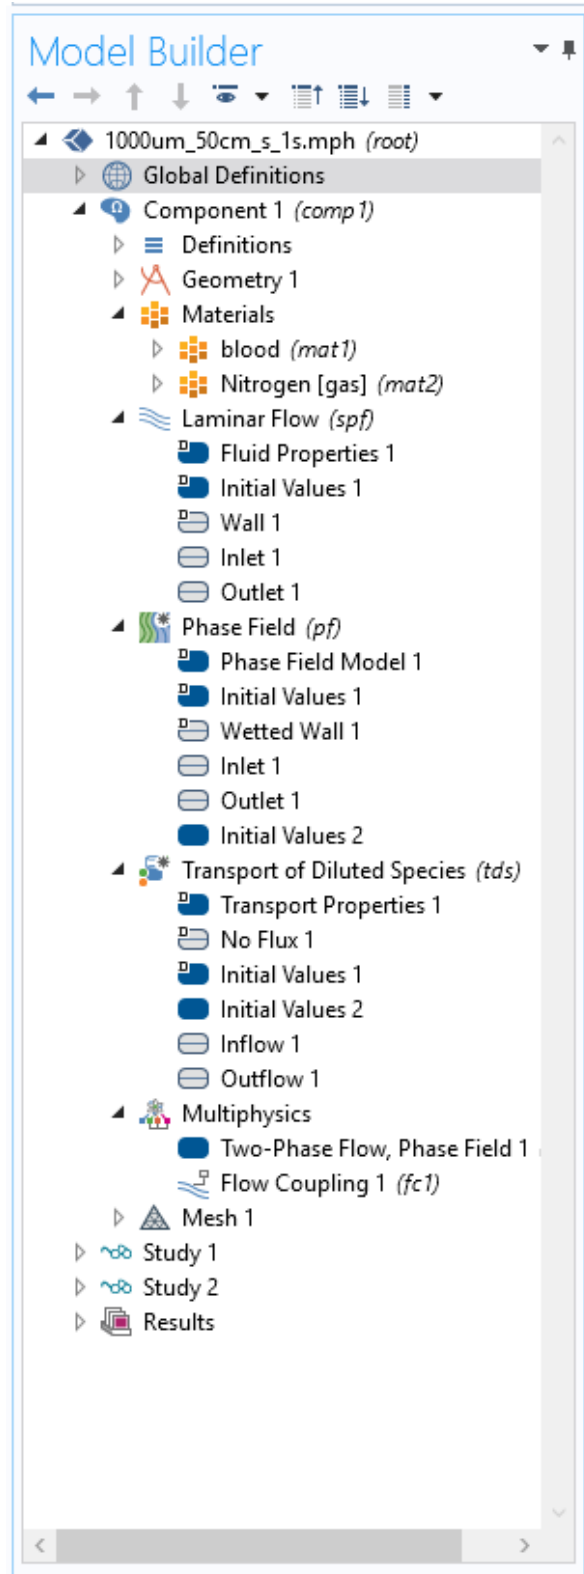 Model Builder
1000um_50cm_s_1s.mph (root)
Global Definitions
Component 1 (comp1)
Definitions
Geometry 1
Materials
blood (mat1)
Nitrogen [gas] (mat2)
Laminar Flow (spf)
Fluid Properties 1
Initial Values 1
Wall 1
Inlet 1
Outlet 1
Phase Field (pf)
Phase Field Model 1
Initial Values 1
Wetted Wall 1
Inlet 1
Outlet 1
Initial Values 2
Transport of Diluted Species (tds)
Transport Properties 1
No Flux 1
Initial Values 1
Initial Values 2
Inflow 1
Outflow 1
Multiphysics
Two-Phase Flow, Phase Field 1
Flow Coupling 1 (fc1)
Mesh 1
Study 1
Study 2
Results